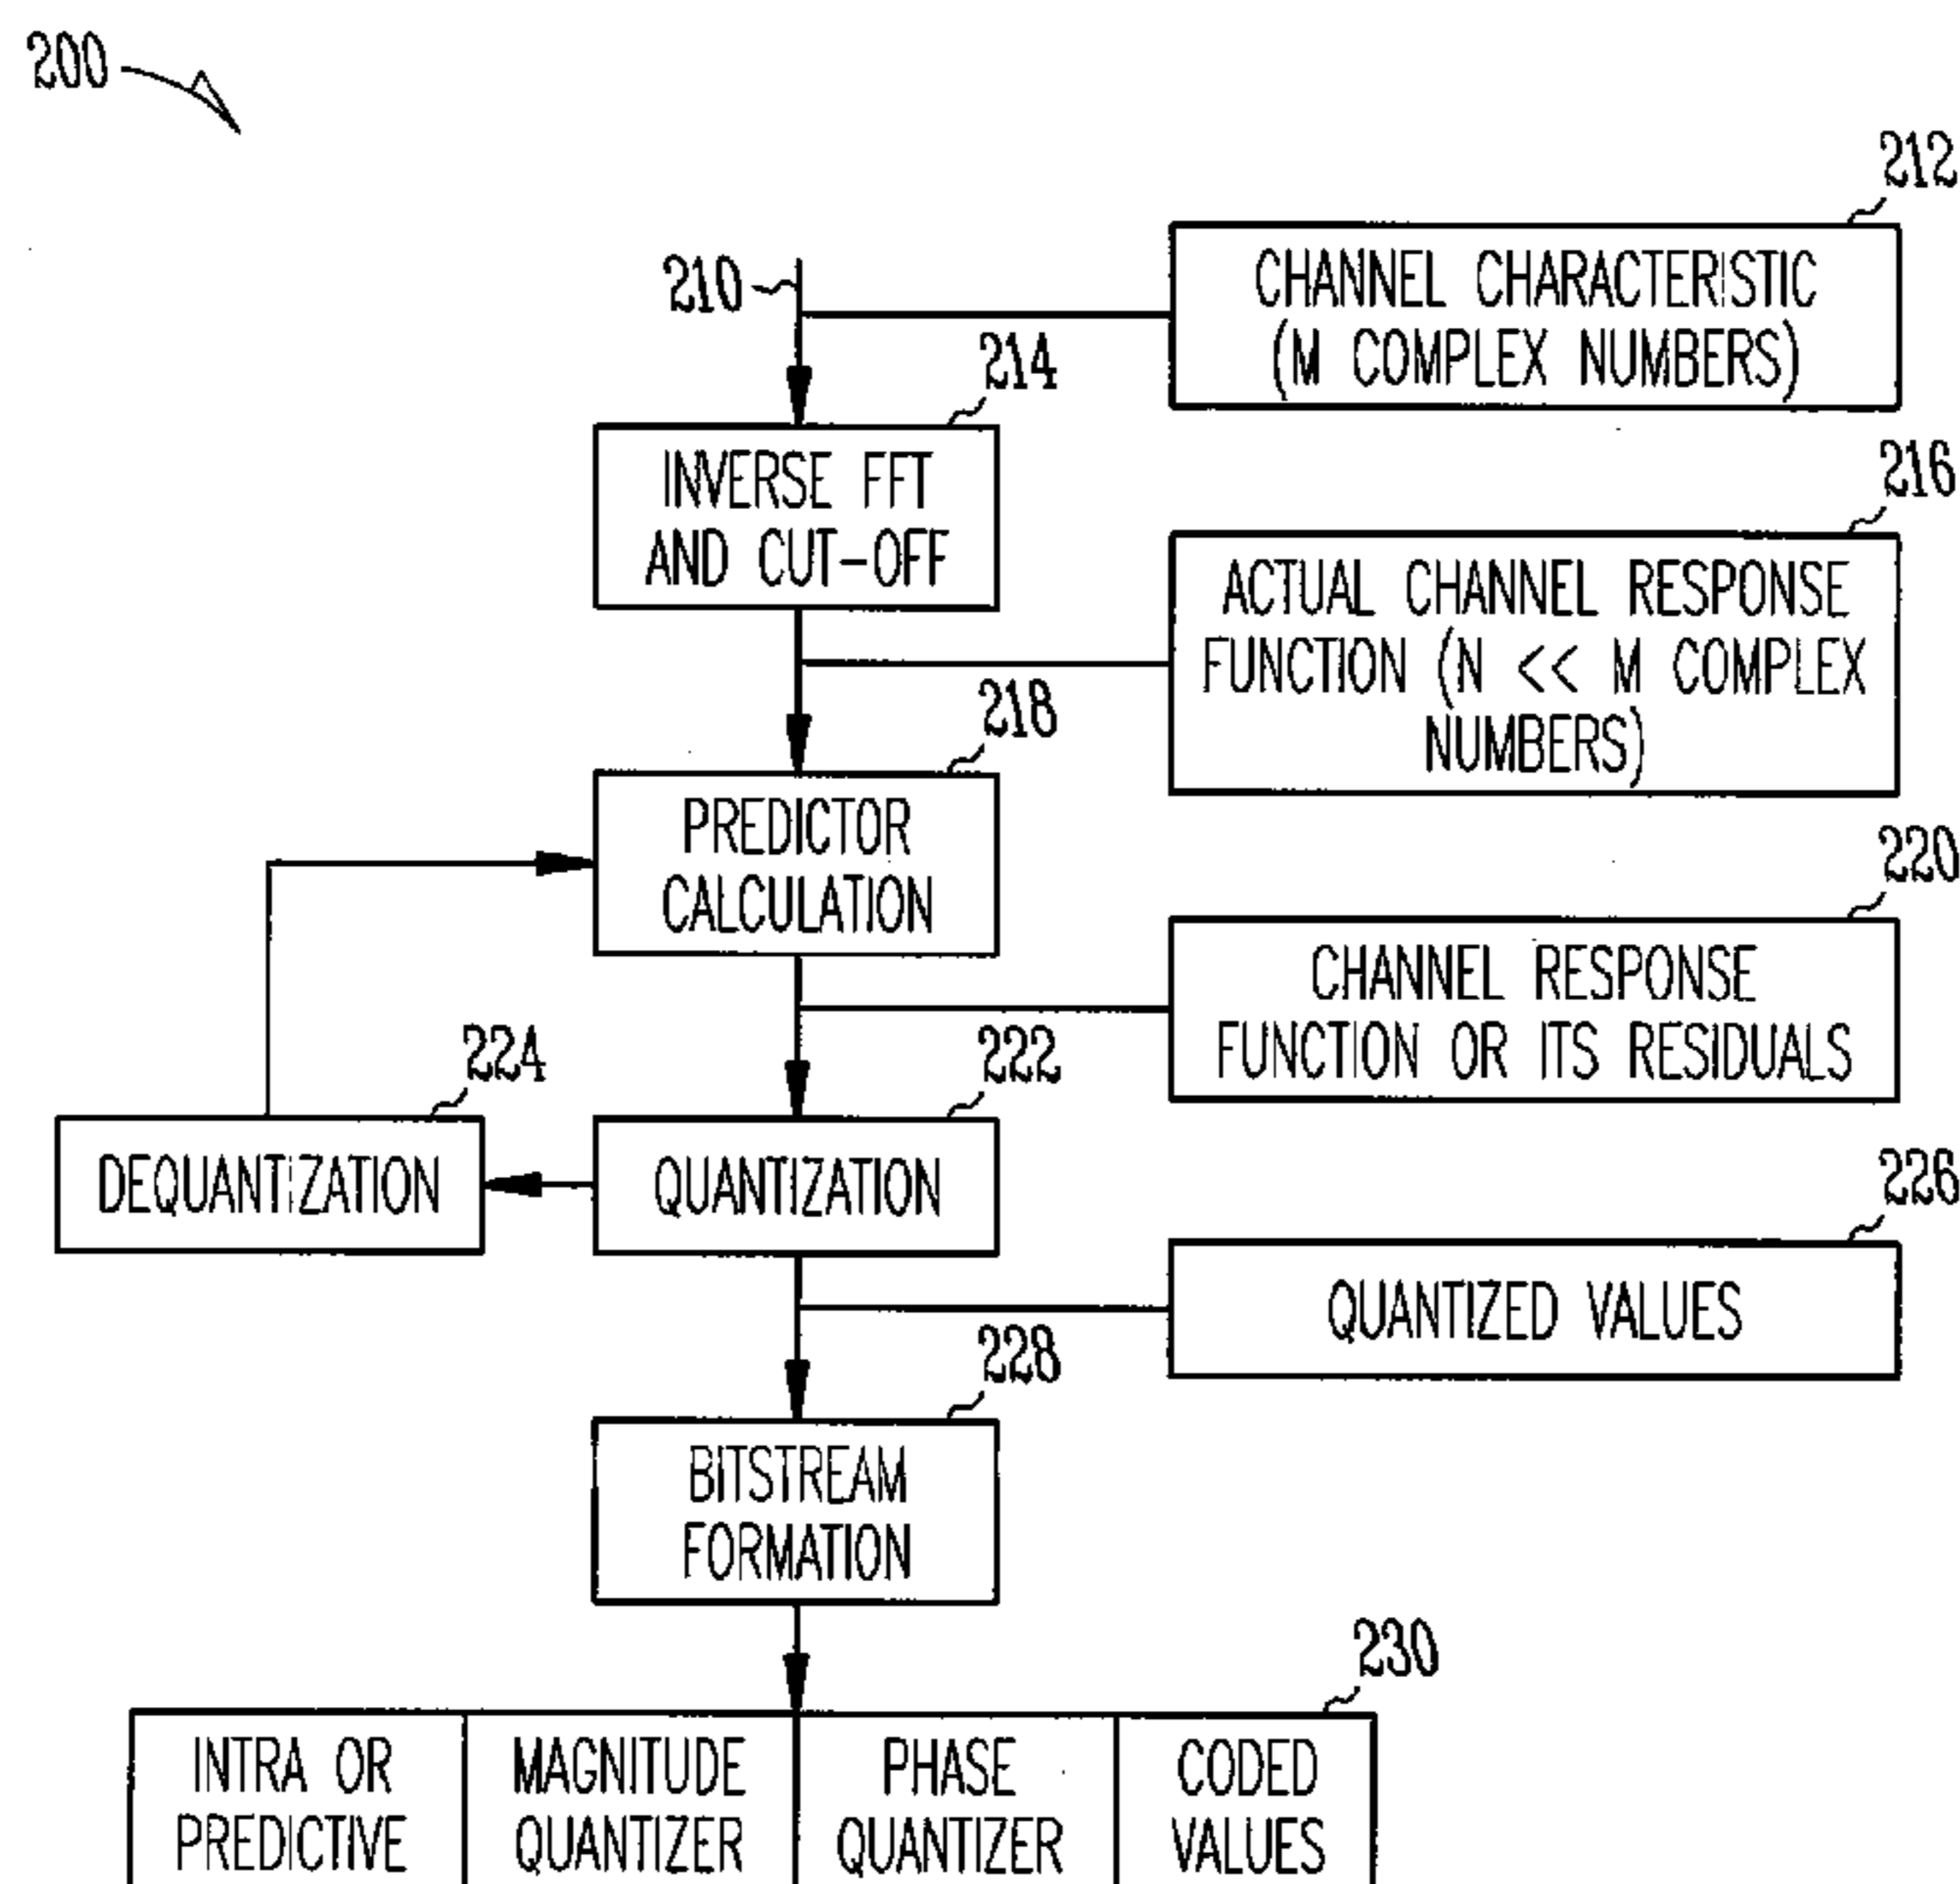 200
212
210
CHANNEL CHARACTERISTIC
(M COMPLEX NUMBERS)
214
INVERSE FFT
AND CUT-OFF
216
ACTUAL CHANNEL RESPONSE
FUNCTION (N << M COMPLEX
NUMBERS)
218
PREDICTOR
CALCULATION
220
CHANNEL RESPONSE
FUNCTION OR ITS RESIDUALS
224
222
DEQUANTIZATION
QUANTIZATION
226
QUANTIZED VALUES
228
BITSTREAM
FORMATION
230
INTRA OR
PREDICTIVE
MAGNITUDE
QUANTIZER
PHASE
QUANTIZER
CODED
VALUES